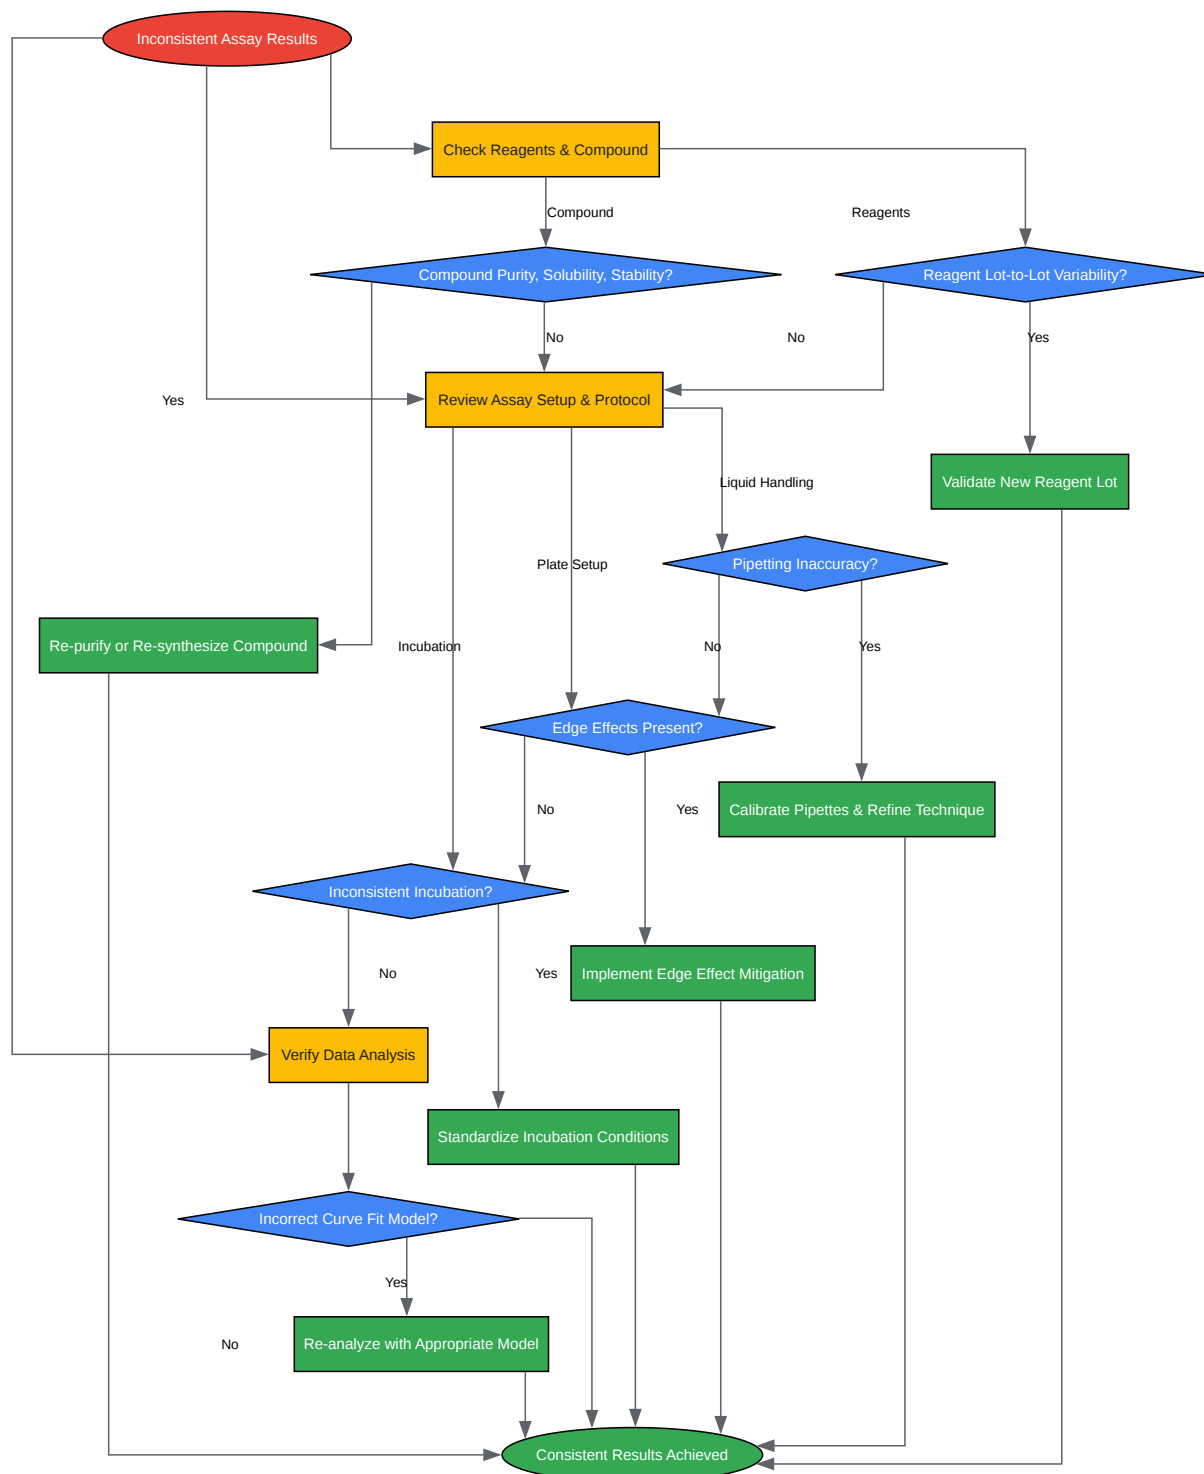 Inconsistent Assay Results
Check Reagents & Compound
Compound
Reagents
Compound Purity, Solubility, Stability?
Reagent Lot-to-Lot Variability?
No
No
Yes
Yes
Review Assay Setup & Protocol
Liquid Handling
Validate New Reagent Lot
Plate Setup
Pipetting Inaccuracy?
Re-purify or Re-synthesize Compound
Incubation
No
Yes
Edge Effects Present?
No
Yes
Calibrate Pipettes & Refine Technique
Inconsistent Incubation?
No
Yes
Implement Edge Effect Mitigation
Verify Data Analysis
Standardize Incubation Conditions
Incorrect Curve Fit Model?
Yes
No
Re-analyze with Appropriate Model
Consistent Results Achieved